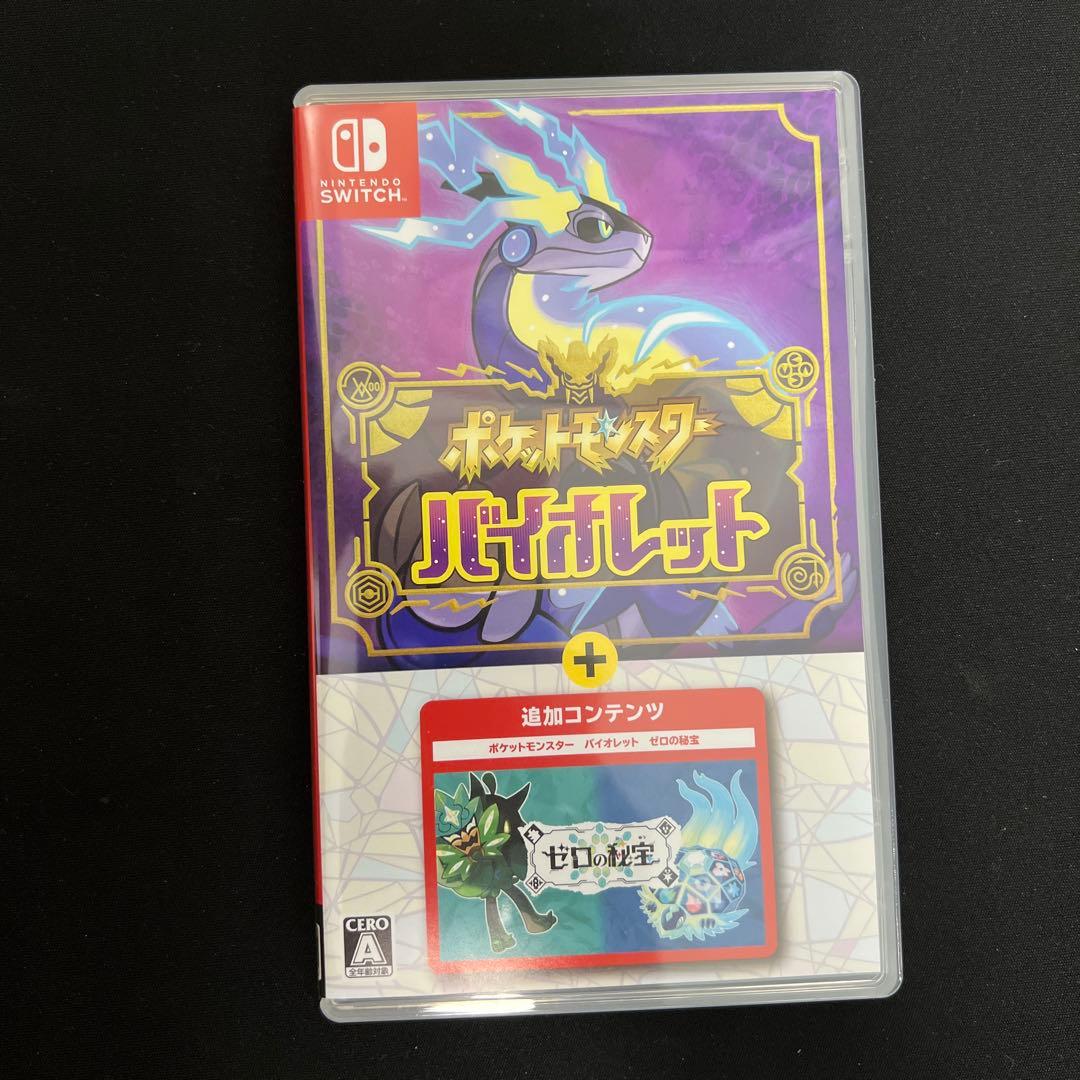 NINTENDO
SWITCH™
ポケットモンスター
バイオレット
+
追加コンテンツ
ポケットモンスター　バイオレット　ゼロの秘宝
ゼロの秘宝
CERO
A
全年齢対象